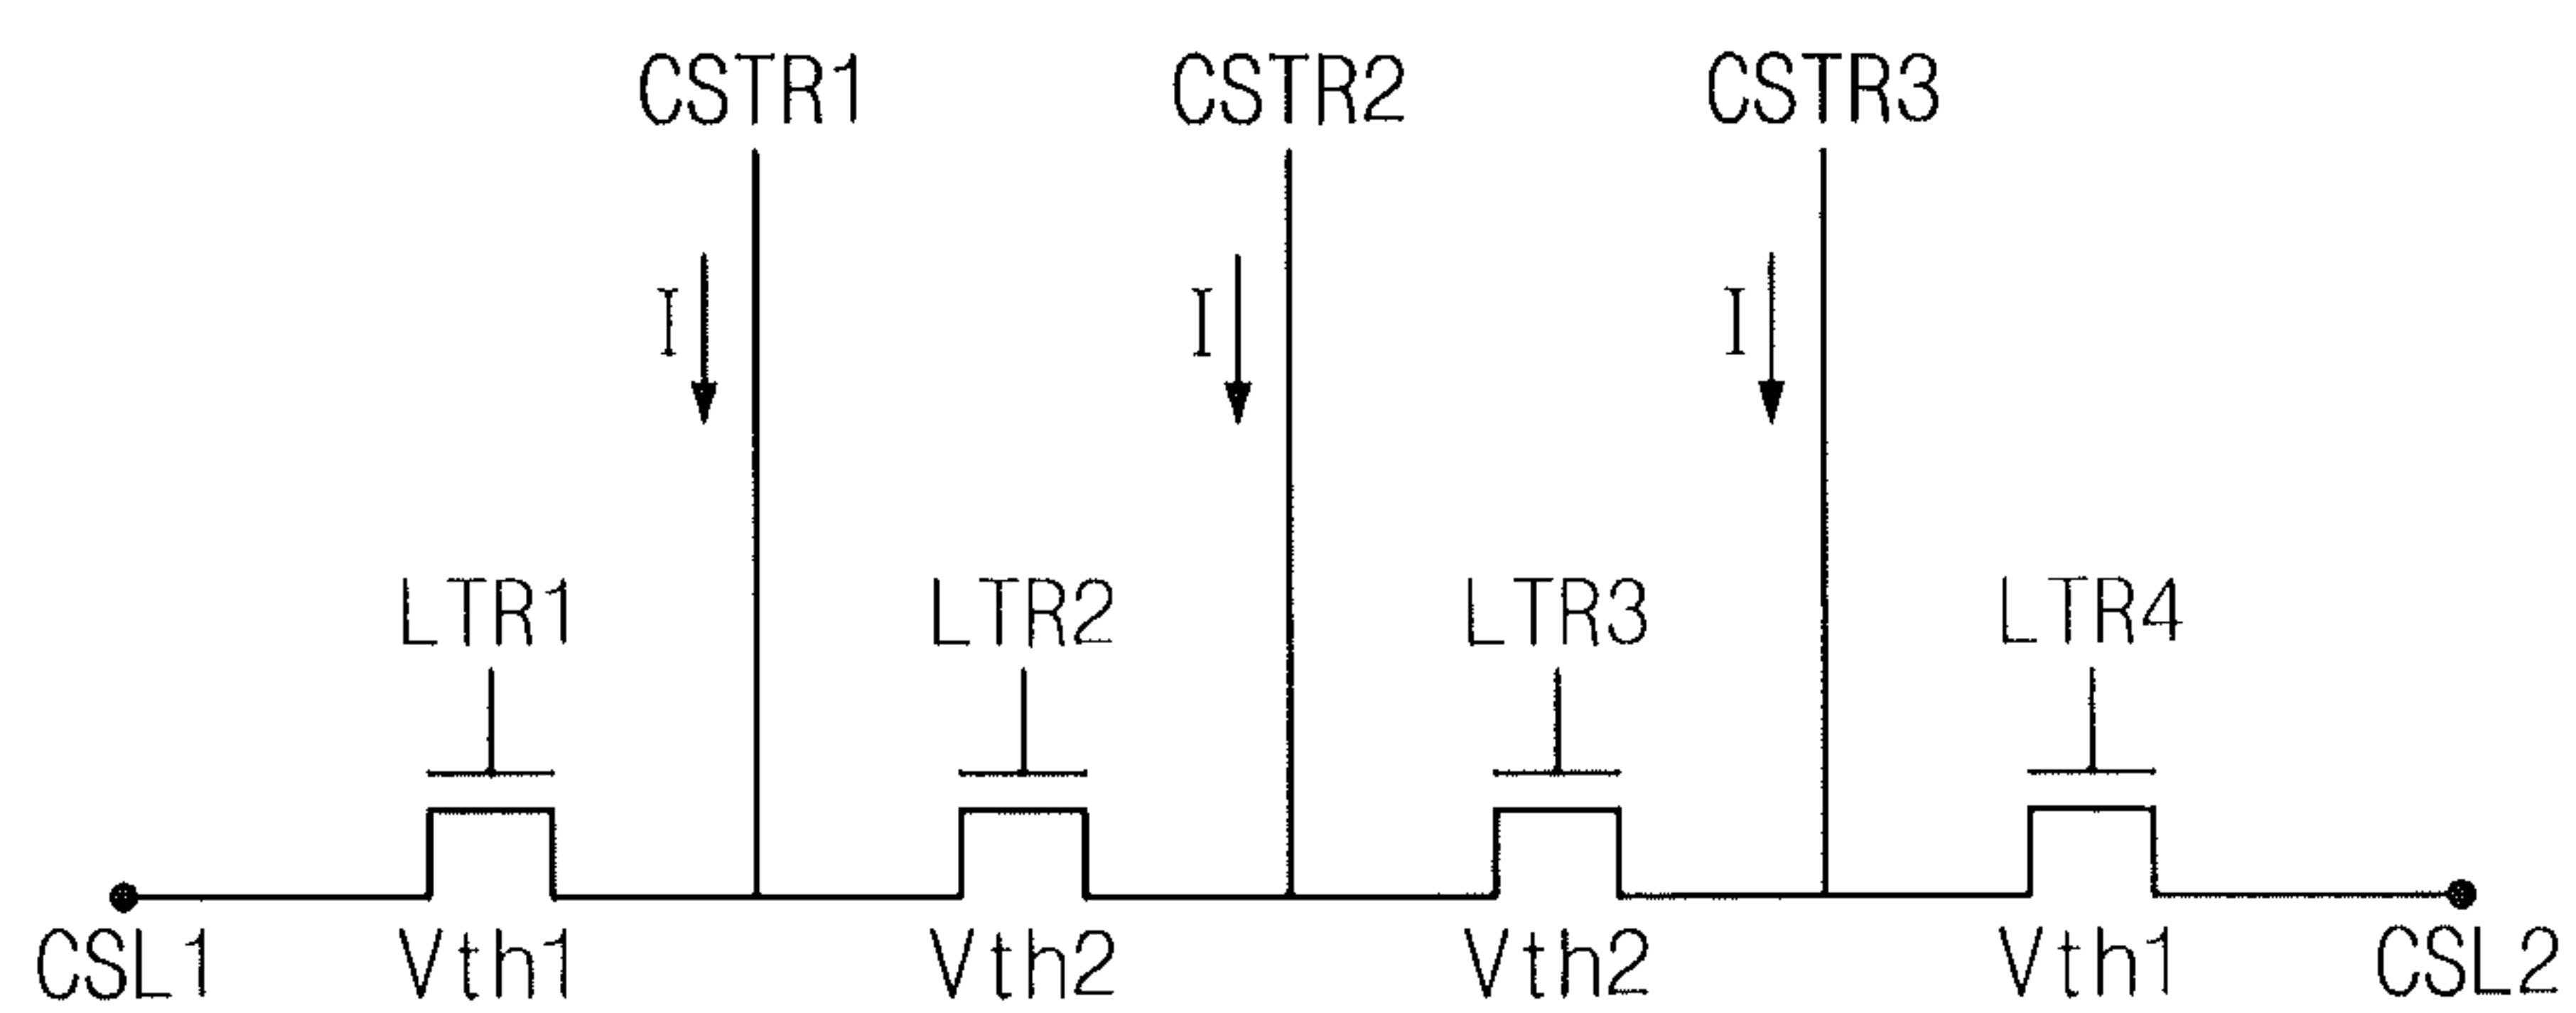 CSTR1 CSTR2 CSTR3
I I I
LTR1 LTR2 LTR3 LTR4
CSL1 Vth1 Vth2 Vth2 Vth1 CSL2